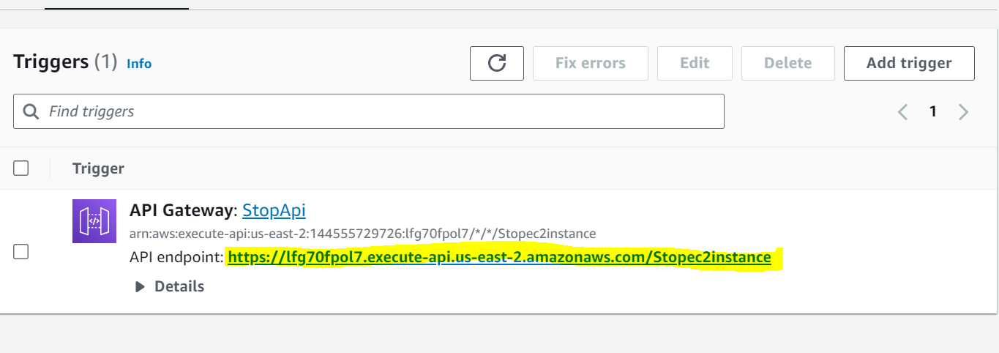 Triggers (1) Info
Fix errors Edit Delete Add trigger
Find triggers
1
Trigger
API Gateway: StopApi
arn:aws:execute-api:us-east-2:144555729726:lfg70fpol7/*/*/Stopec2instance
API endpoint: https://lfg70fpol7.execute-api.us-east-2.amazonaws.com/Stopec2instance
Details